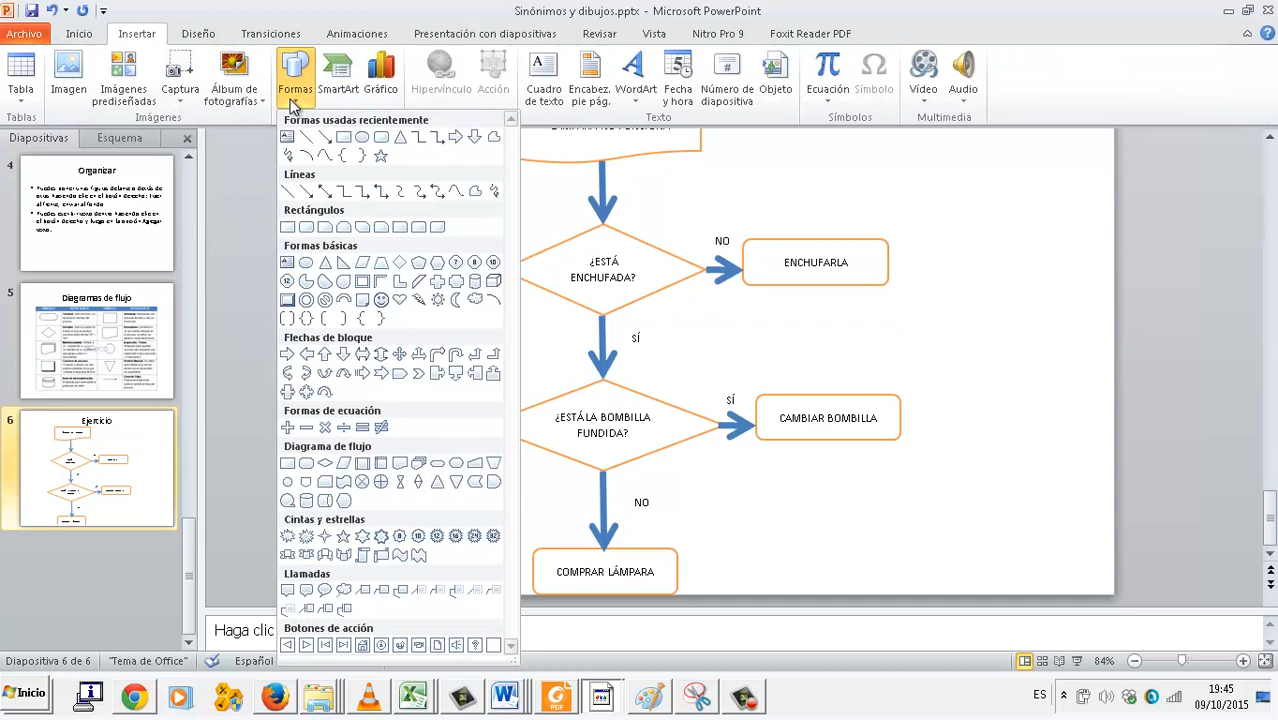 Sinónimos y dibujos.pptx - Microsoft PowerPoint
Archivo Inicio Insertar Diseño Transiciones Animaciones Presentación con diapositivas Revisar Vista Nitro Pro 9 Foxit Reader PDF
Tabla
Imagen
Imágenes
prediseñadas
Captura
Álbum de
fotografías
Formas
SmartArt
Gráfico
Hipervínculo
Acción
Cuadro
de texto
Encabez.
pie pág.
WordArt
Fecha
y hora
Número de
diapositiva
Objeto
Ecuación
Símbolo
Vídeo
Audio
Tablas
Imágenes
Texto
Símbolos
Multimedia
Diapositivas
Esquema
4
Organizar
5
Diagramas de flujo
6
Ejercicio
Formas usadas recientemente
Líneas
Rectángulos
Formas básicas
Flechas de bloque
Formas de ecuación
Diagrama de flujo
Cintas y estrellas
Llamadas
Botones de acción
¿ESTÁ
ENCHUFADA?
NO
ENCHUFARLA
SÍ
¿ESTÁ LA BOMBILLA
FUNDIDA?
SÍ
CAMBIAR BOMBILLA
NO
COMPRAR LÁMPARA
Haga clic
Diapositiva 6 de 6
"Tema de Office"
Español
84%
Inicio
ES
19:45
09/10/2015